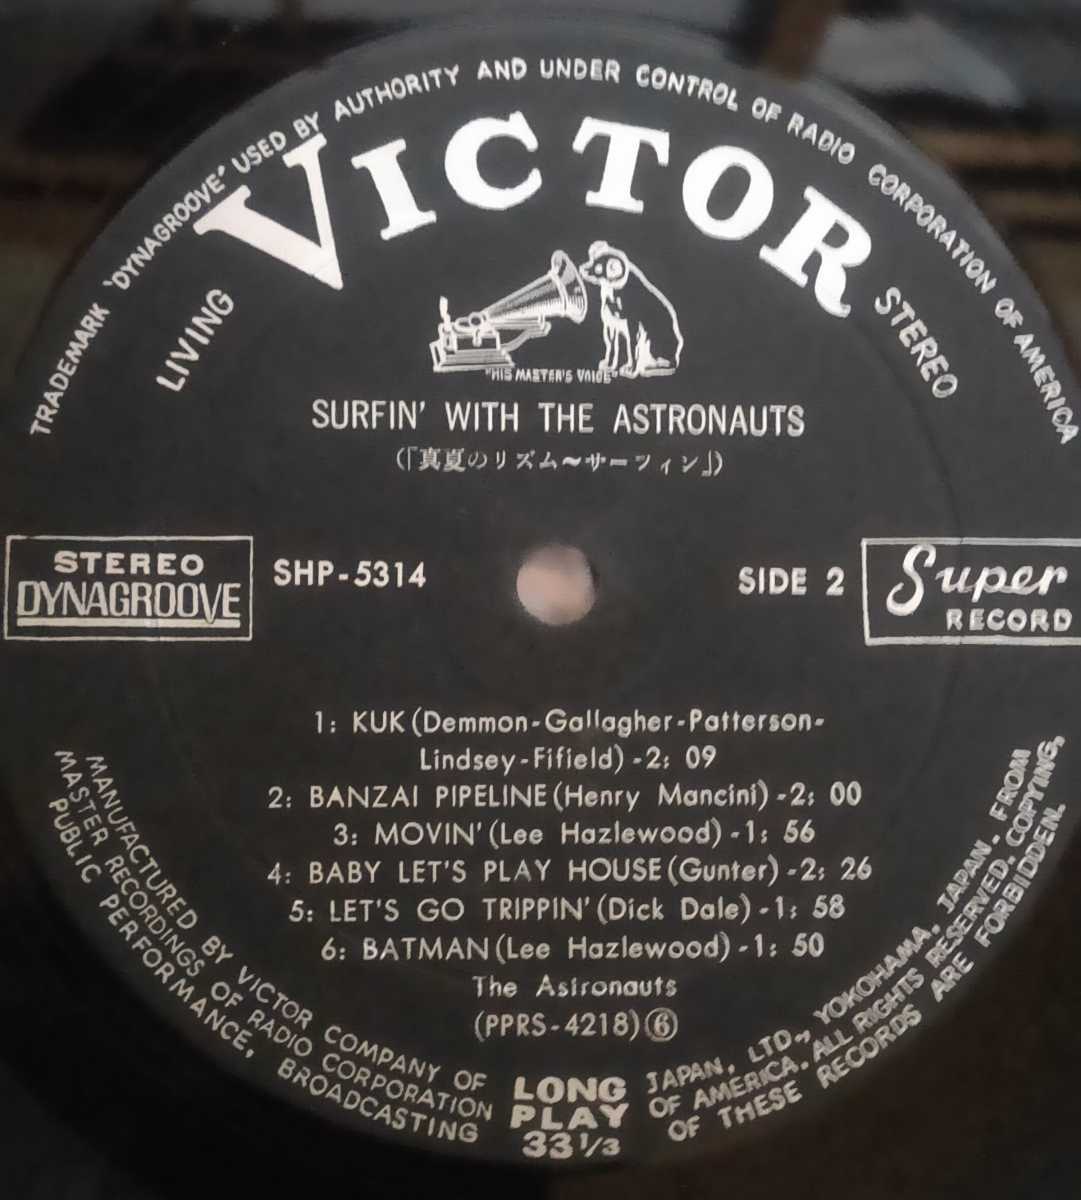 TRADEMARK 'DYNAGROOVE' USED BY AUTHORITY AND UNDER CONTROL OF RADIO CORPORATION OF AMERICA
VICTOR
LIVING
STEREO
"HIS MASTER'S VOICE"
SURFIN' WITH THE ASTRONAUTS
(「真夏のリズム〜サーフィン」)
STEREO
DYNAGROOVE
SHP-5314
SIDE 2
Super
RECORD
1: KUK (Demmon-Gallagher-Patterson-
Lindsey-Fifield) -2: 09
2: BANZAI PIPELINE (Henry Mancini) -2: 00
3: MOVIN' (Lee Hazlewood) -1: 56
4: BABY LET'S PLAY HOUSE (Gunter) -2: 26
5: LET'S GO TRIPPIN' (Dick Dale) -1: 58
6: BATMAN (Lee Hazlewood) -1: 50
The Astronauts
(PPRS-4218) ⑥
MANUFACTURED BY VICTOR COMPANY OF JAPAN, LTD., YOKOHAMA, JAPAN, FROM
MASTER RECORDINGS OF RADIO CORPORATION OF AMERICA. ALL RIGHTS RESERVED. COPYING,
PUBLIC PERFORMANCE, BROADCASTING OF THESE RECORDS ARE FORBIDDEN.
LONG
PLAY
33 1/3